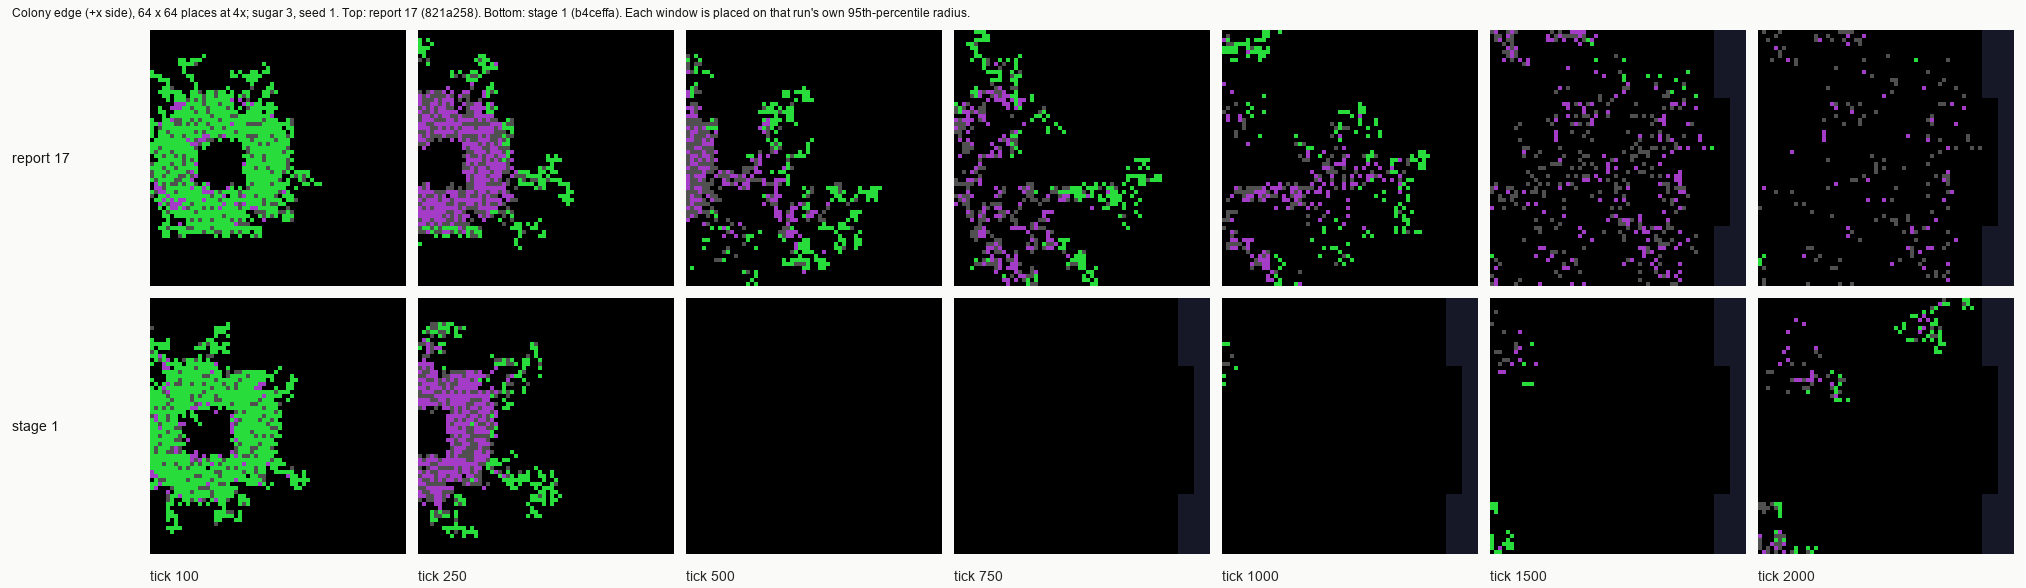 Colony edge (+x side), 64 x 64 places at 4x; sugar 3, seed 1. Top: report 17 (821a258). Bottom: stage 1 (b4ceffa). Each window is placed on that run's own 95th-percentile radius.
report 17
stage 1
tick 100
tick 250
tick 500
tick 750
tick 1000
tick 1500
tick 2000